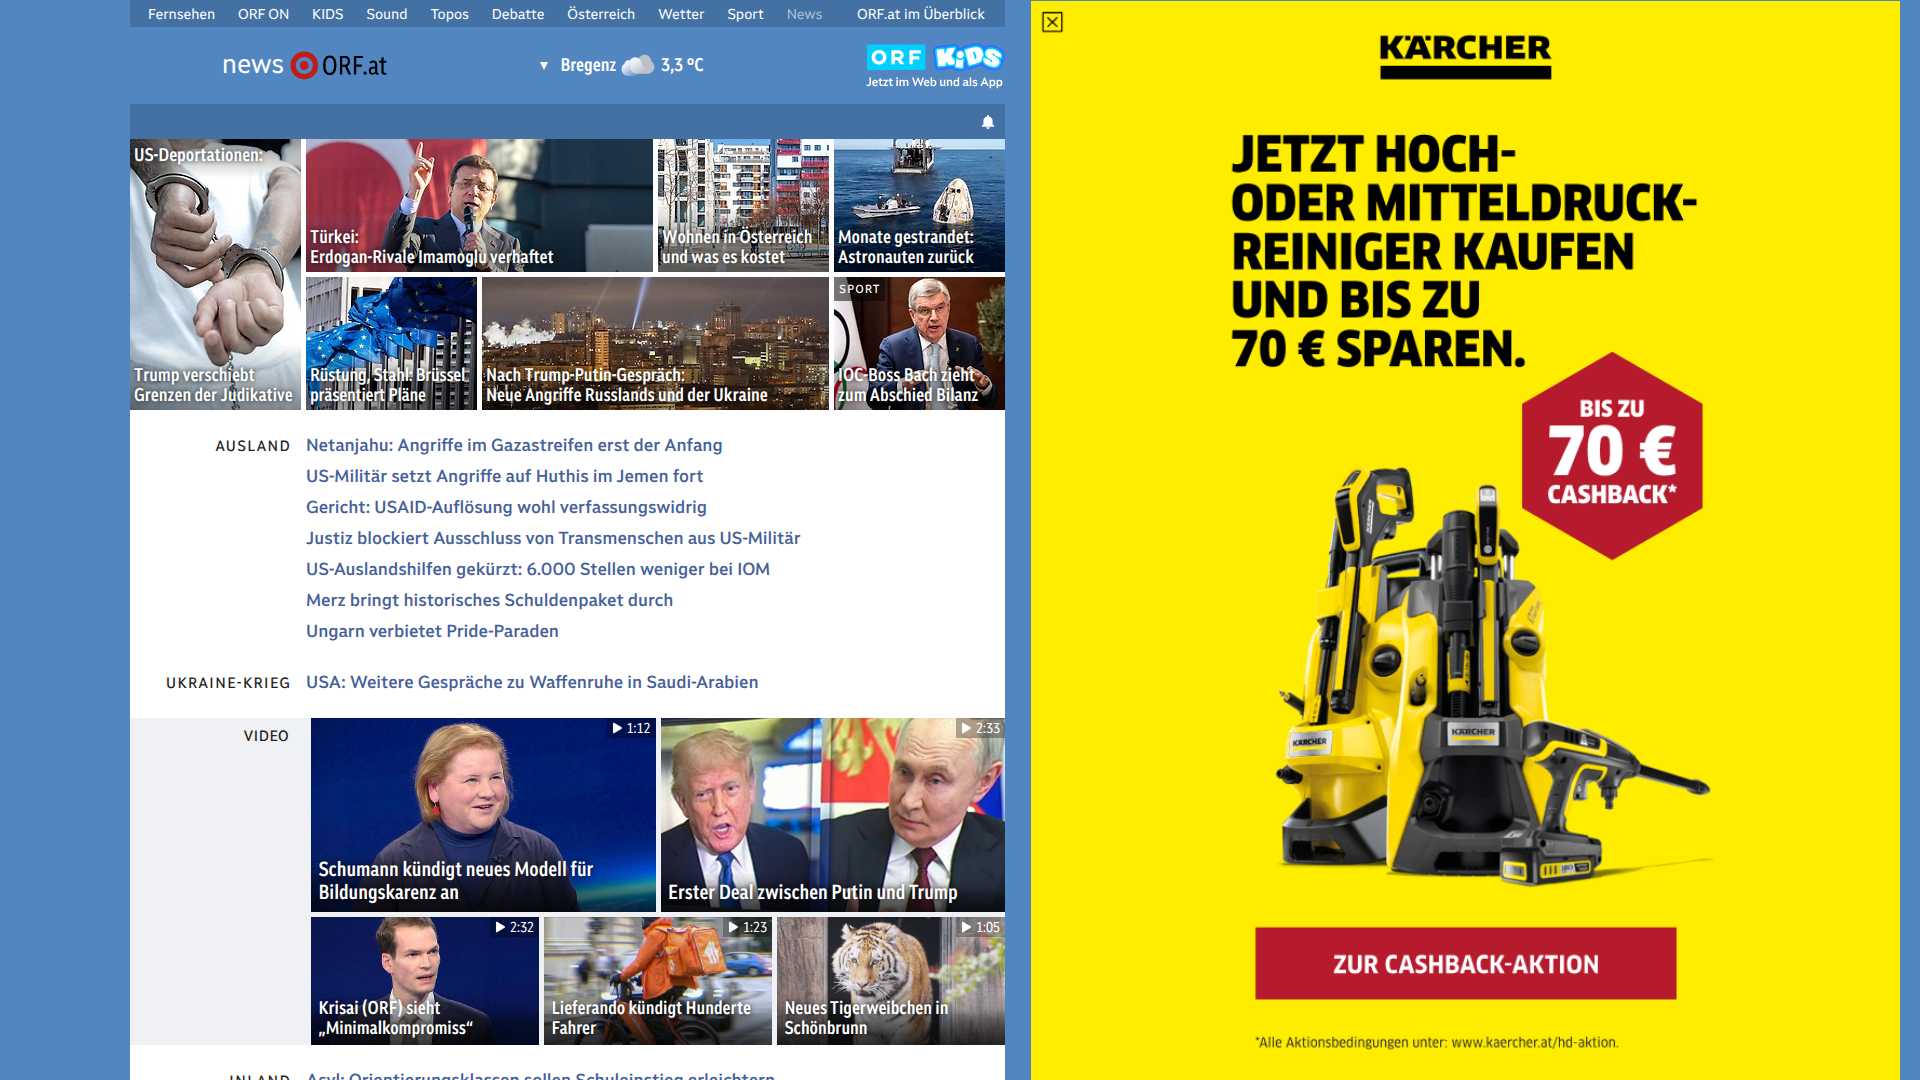 Fernsehen ORF ON KIDS Sound Topos Debatte Österreich Wetter Sport News ORF.at im Überblick
news ORF.at
Bregenz 3,3 °C
ORF KiDS
Jetzt im Web und als App
US-Deportationen:
Trump verschiebt
Grenzen der Judikative
Türkei:
Erdogan-Rivale Imamoglu verhaftet
Wohnen in Österreich
und was es kostet
Monate gestrandet:
Astronauten zurück
Rüstung, Stahl: Brüssel
präsentiert Pläne
Nach Trump-Putin-Gespräch:
Neue Angriffe Russlands und der Ukraine
SPORT
IOC-Boss Bach zieht
zum Abschied Bilanz
AUSLAND
Netanjahu: Angriffe im Gazastreifen erst der Anfang
US-Militär setzt Angriffe auf Huthis im Jemen fort
Gericht: USAID-Auflösung wohl verfassungswidrig
Justiz blockiert Ausschluss von Transmenschen aus US-Militär
US-Auslandshilfen gekürzt: 6.000 Stellen weniger bei IOM
Merz bringt historisches Schuldenpaket durch
Ungarn verbietet Pride-Paraden
UKRAINE-KRIEG
USA: Weitere Gespräche zu Waffenruhe in Saudi-Arabien
VIDEO
1:12
Schumann kündigt neues Modell für
Bildungskarenz an
2:33
Erster Deal zwischen Putin und Trump
2:32
Krisai (ORF) sieht
„Minimalkompromiss“
1:23
Lieferando kündigt Hunderte
Fahrer
1:05
Neues Tigerweibchen in
Schönbrunn
INLAND
Asyl: Orientierungsklassen sollen Schuleinstieg erleichtern
KÄRCHER
JETZT HOCH-
ODER MITTELDRUCK-
REINIGER KAUFEN
UND BIS ZU
70 € SPAREN.
BIS ZU
70 €
CASHBACK*
KÄRCHER
KÄRCHER
ZUR CASHBACK-AKTION
*Alle Aktionsbedingungen unter: www.kaercher.at/hd-aktion.